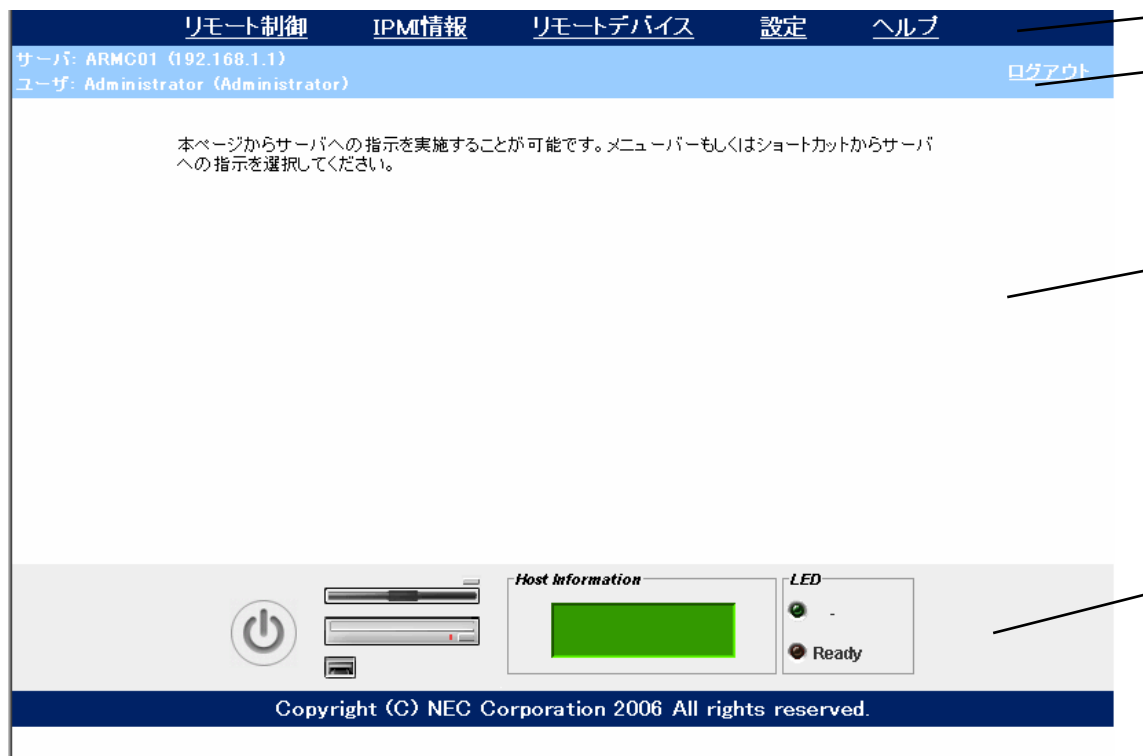 リモート制御 IPMI情報 リモートデバイス 設定 ヘルプ
サーバ: ARMC01 (192.168.1.1)
ユーザ: Administrator (Administrator)
ログアウト
本ページからサーバへの指示を実施することが可能です。メニューバーもしくはショートカットからサーバ
への指示を選択してください。
Host Information
LED
-
Ready
Copyright (C) NEC Corporation 2006 All rights reserved.